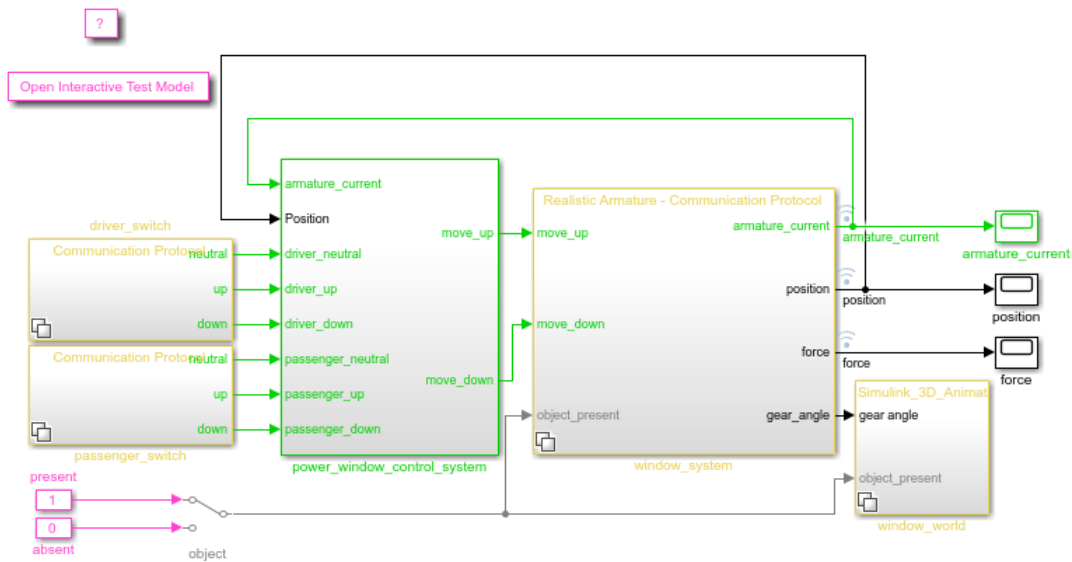 ?
Open Interactive Test Model
driver_switch
Communication Protocol
neutral
up
down
Communication Protocol
neutral
up
down
passenger_switch
armature_current
Position
driver_neutral
driver_up
driver_down
passenger_neutral
passenger_up
passenger_down
move_up
move_down
power_window_control_system
Realistic Armature - Communication Protocol
move_up
move_down
object_present
armature_current
position
force
gear_angle
window_system
armature_current
position
force
armature_current
position
force
Simulink_3D_Animat
gear angle
object_present
window_world
present
1
0
absent
object